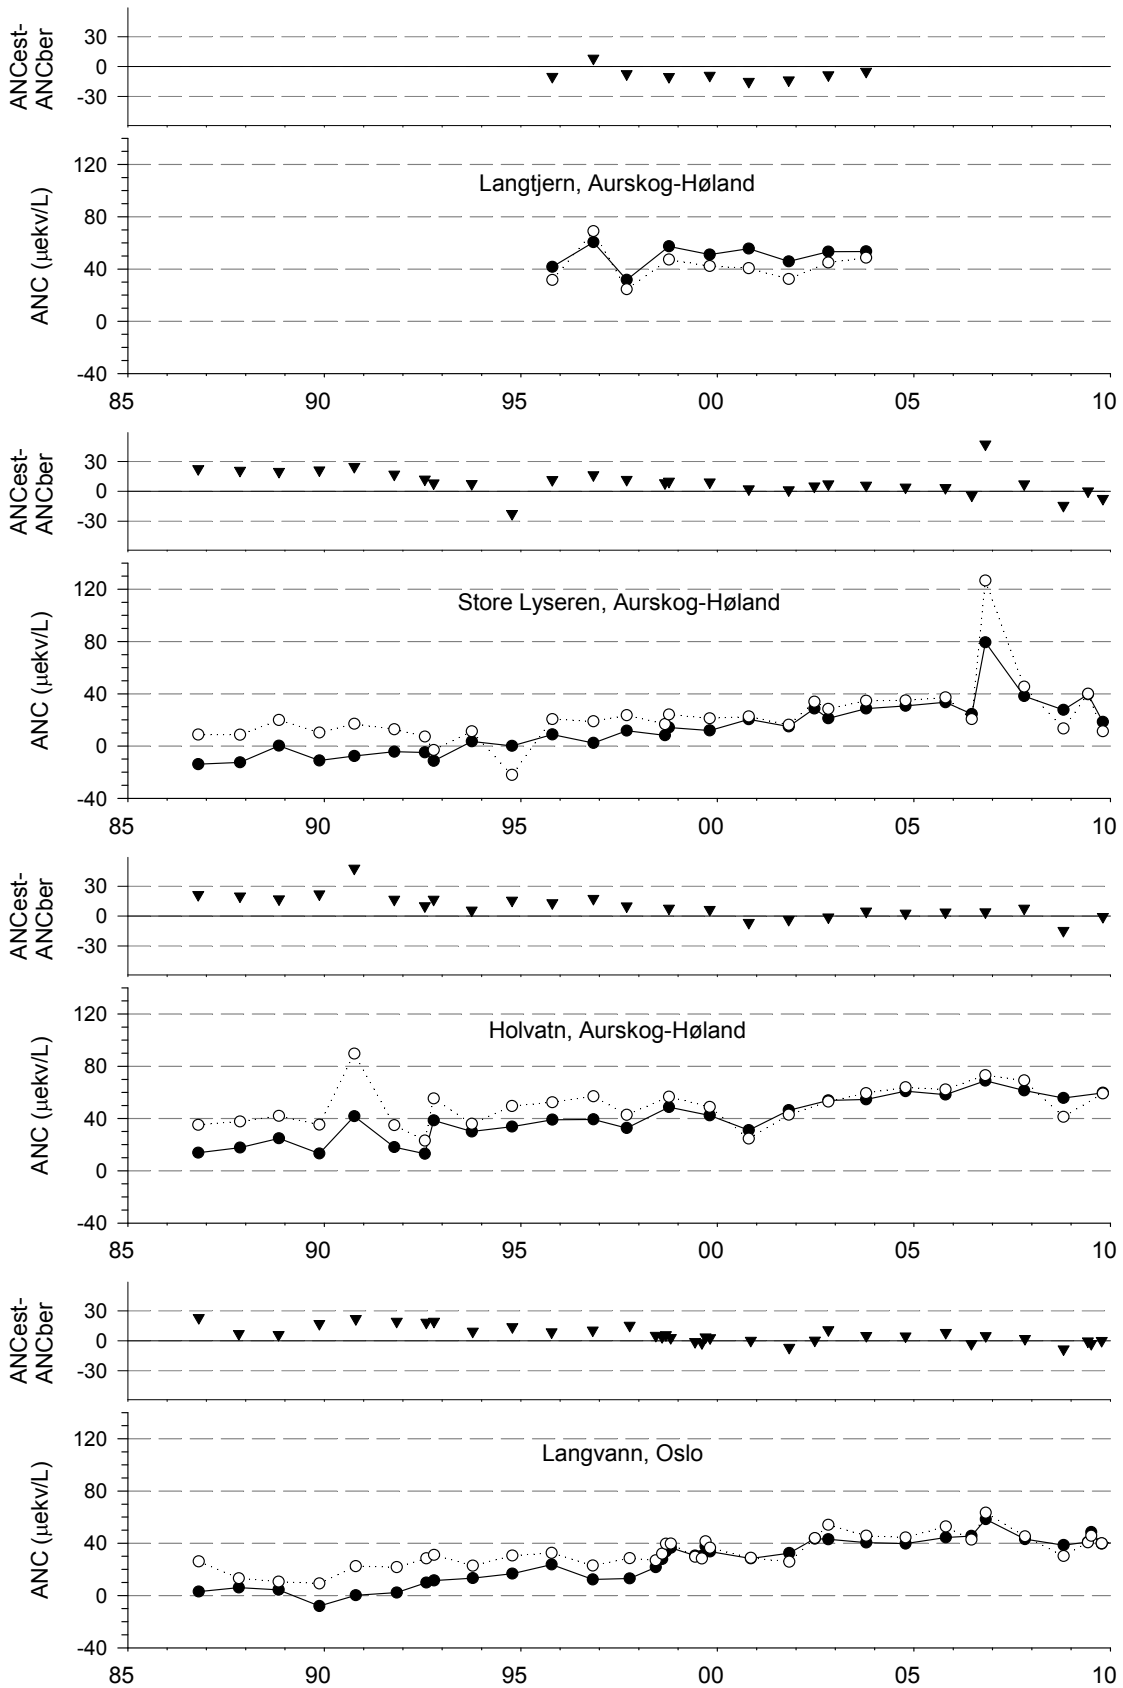 ANCest-
ANCber
30
0
-30
ANC (µekv/L)
120
80
40
0
-40
Langtjern, Aurskog-Høland
85 90 95 00 05 10
ANCest-
ANCber
30
0
-30
ANC (µekv/L)
120
80
40
0
-40
Store Lyseren, Aurskog-Høland
85 90 95 00 05 10
ANCest-
ANCber
30
0
-30
ANC (µekv/L)
120
80
40
0
-40
Holvatn, Aurskog-Høland
85 90 95 00 05 10
ANCest-
ANCber
30
0
-30
ANC (µekv/L)
120
80
40
0
-40
Langvann, Oslo
85 90 95 00 05 10